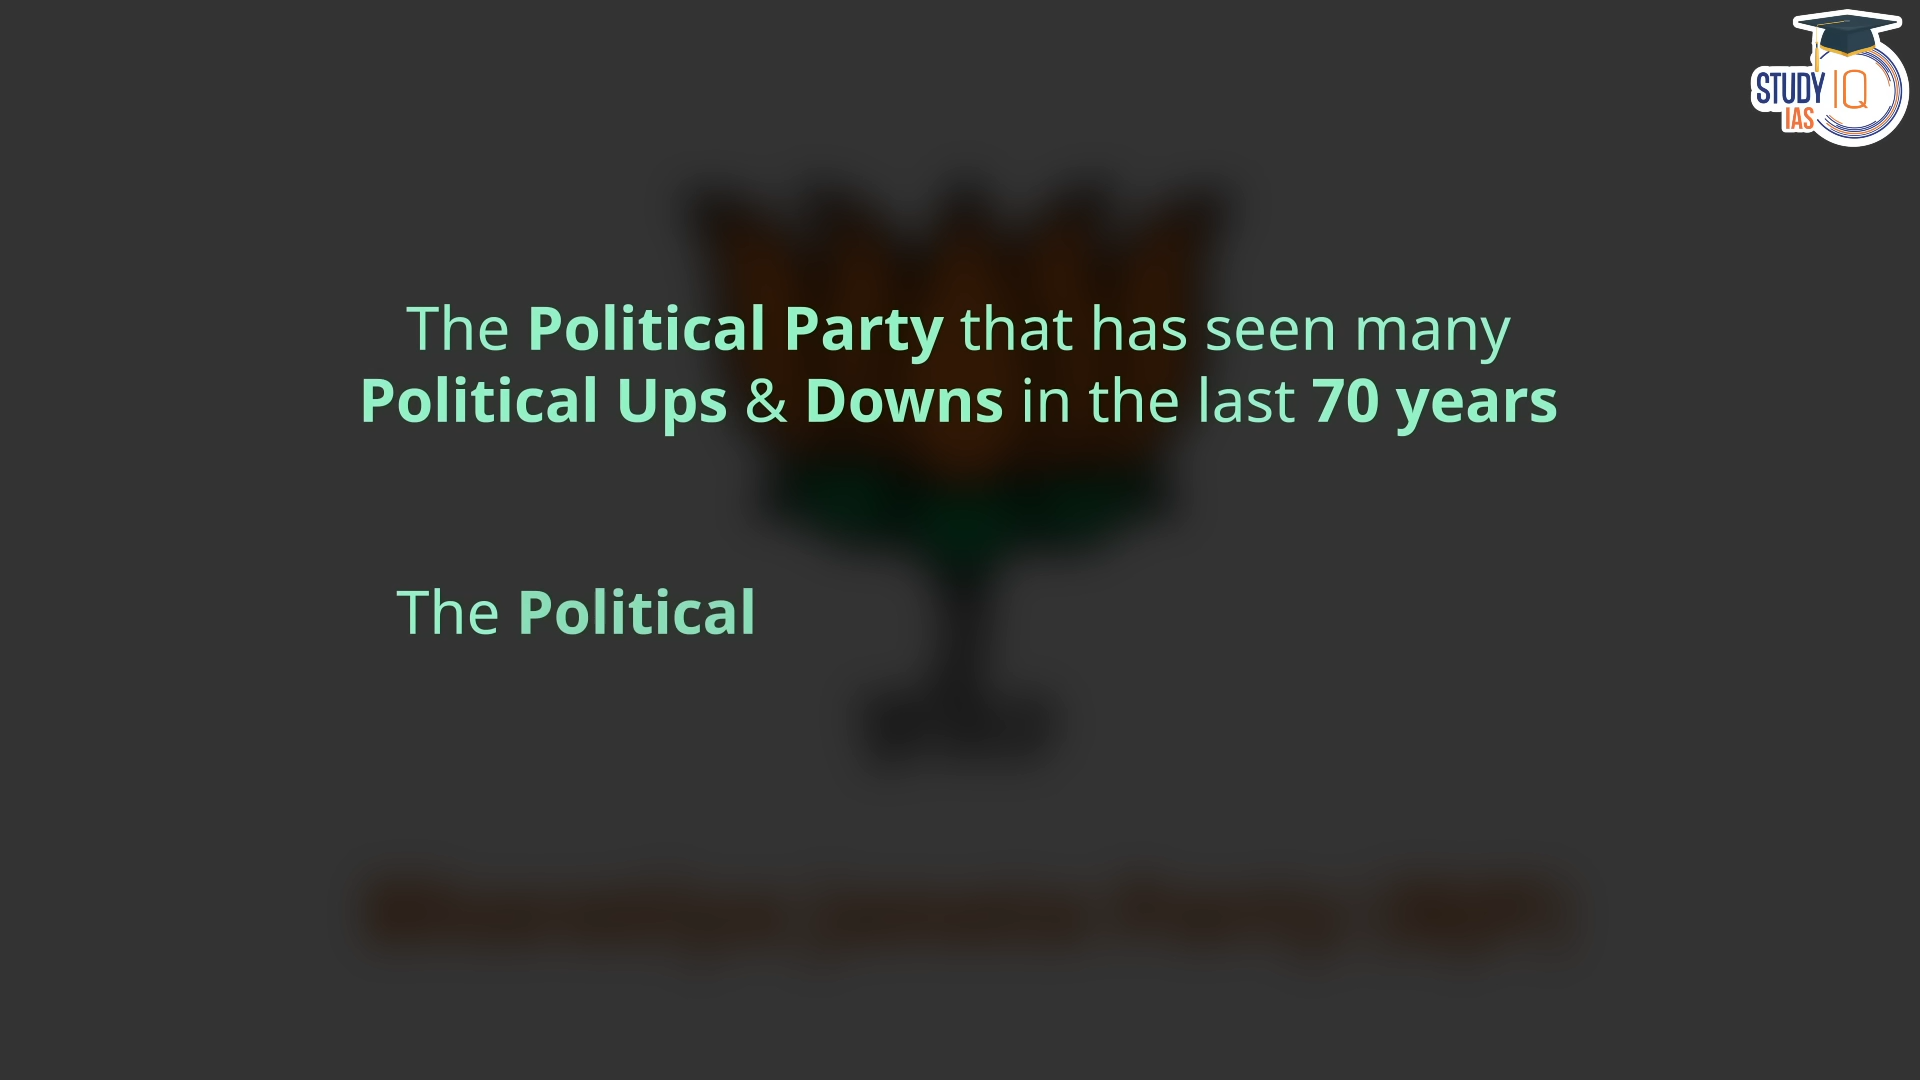 STUDY IQ
IAS
The Political Party that has seen many
Political Ups & Downs in the last 70 years
The Political